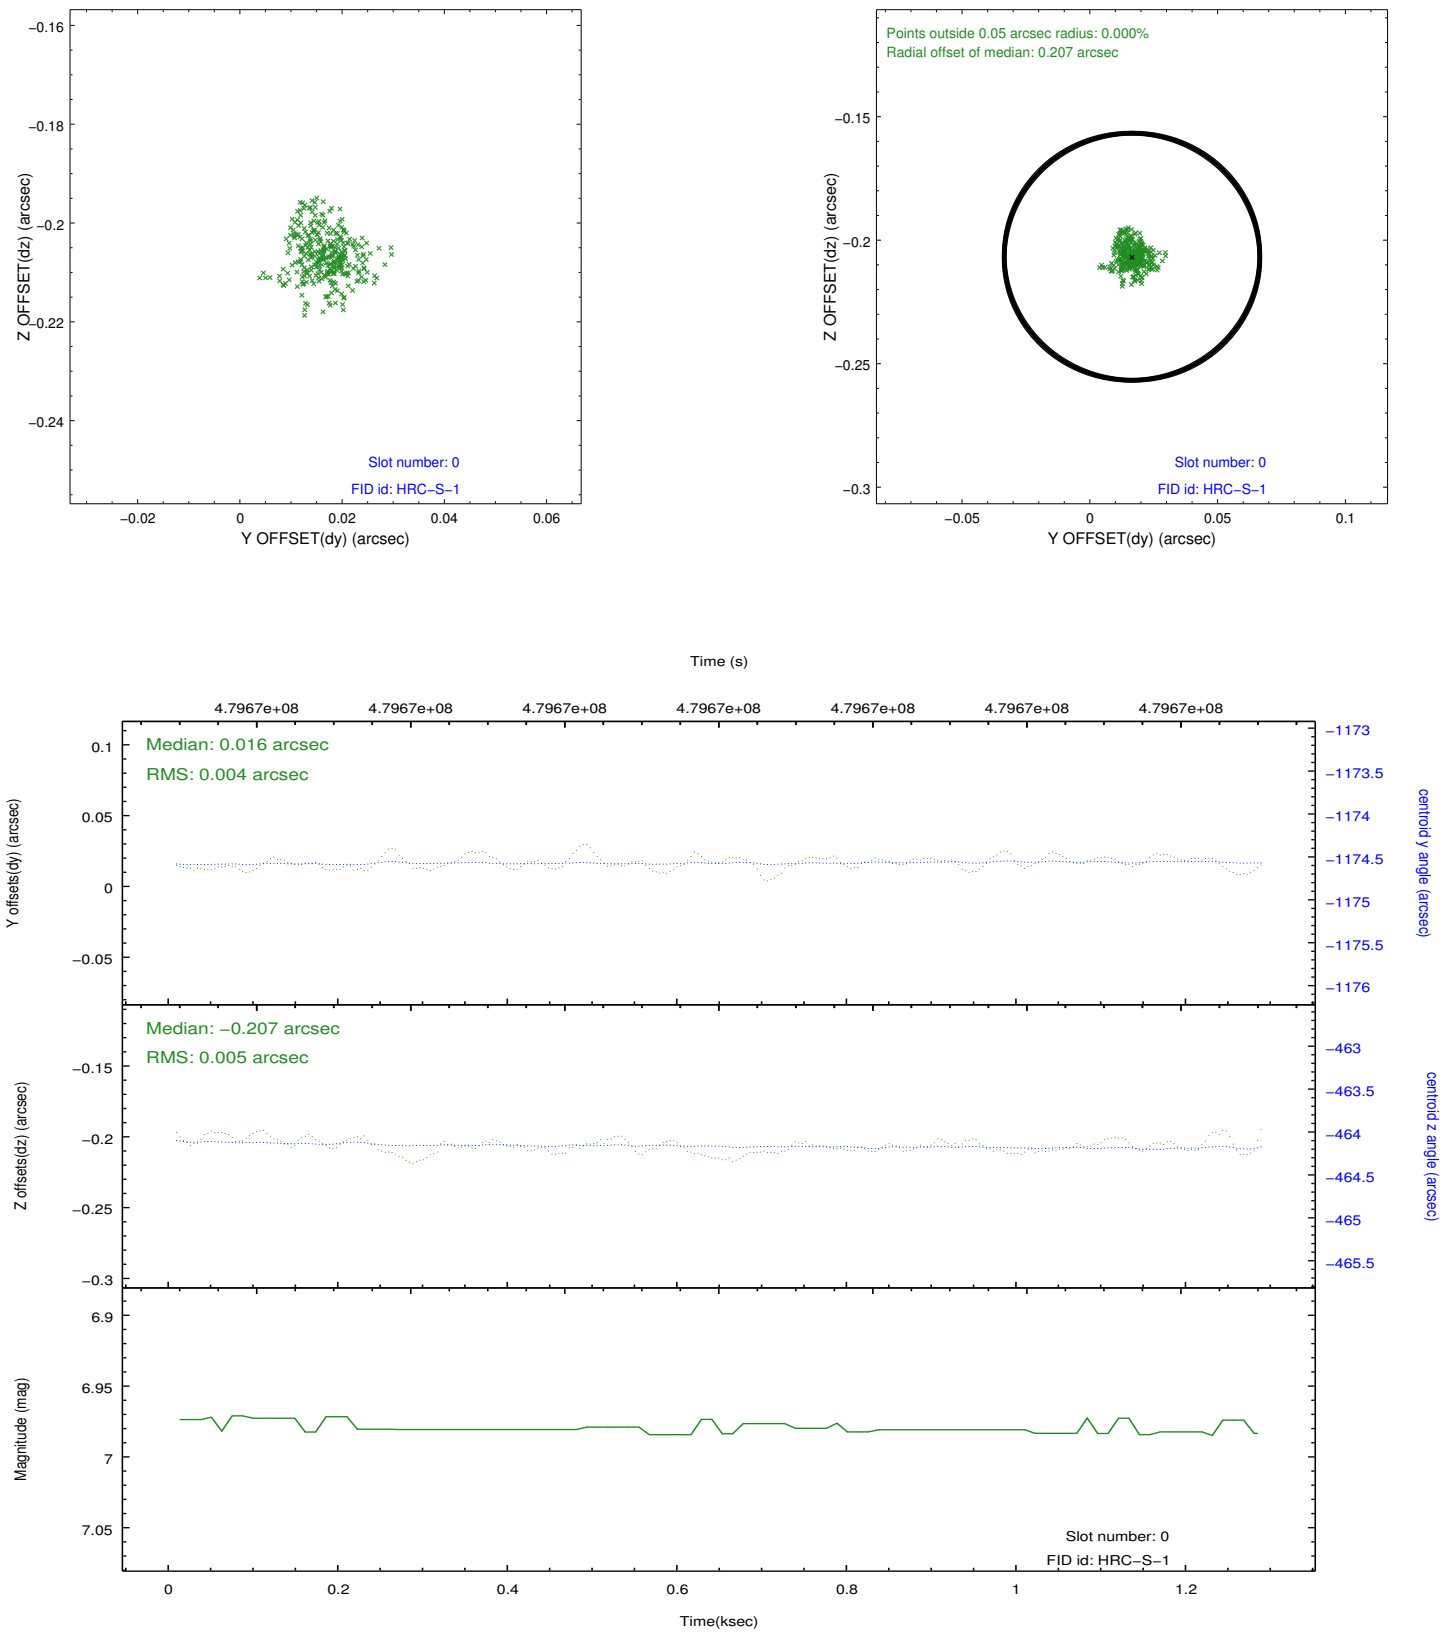 −0.16
−0.18
−0.2
−0.22
−0.24
Z OFFSET(dz) (arcsec)
Slot number: 0
FID id: HRC−S−1
−0.02
0
0.02
0.04
0.06
Y OFFSET(dy) (arcsec)
Points outside 0.05 arcsec radius: 0.000%
Radial offset of median: 0.207 arcsec
−0.15
−0.2
−0.25
−0.3
Z OFFSET(dz) (arcsec)
Slot number: 0
FID id: HRC−S−1
−0.05
0
0.05
0.1
Y OFFSET(dy) (arcsec)
Time (s)
4.7967e+08 4.7967e+08 4.7967e+08 4.7967e+08 4.7967e+08 4.7967e+08 4.7967e+08
Median: 0.016 arcsec
RMS: 0.004 arcsec
0.1
0.05
0
−0.05
Y offsets(dy) (arcsec)
−1173
−1173.5
−1174
−1174.5
−1175
−1175.5
−1176
centroid y angle (arcsec)
Median: −0.207 arcsec
RMS: 0.005 arcsec
−0.15
−0.2
−0.25
−0.3
Z offsets(dz) (arcsec)
−463
−463.5
−464
−464.5
−465
−465.5
centroid z angle (arcsec)
6.9
6.95
7
7.05
Magnitude (mag)
Slot number: 0
FID id: HRC−S−1
0 0.2 0.4 0.6 0.8 1 1.2
Time(ksec)